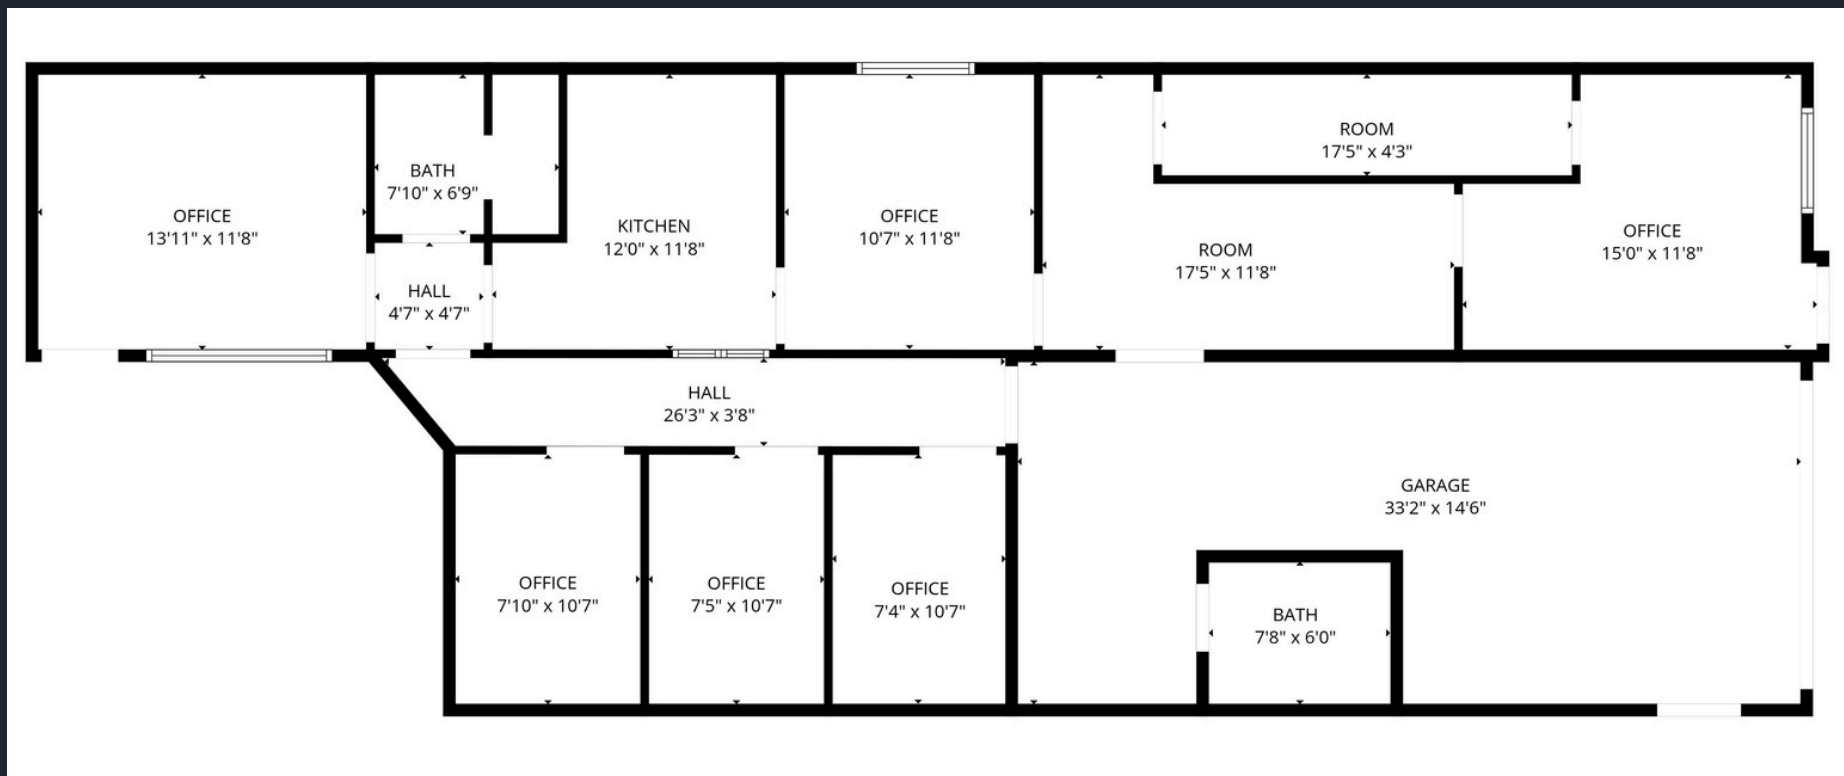 OFFICE
13'11" x 11'8"
BATH
7'10" x 6'9"
HALL
4'7" x 4'7"
KITCHEN
12'0" x 11'8"
OFFICE
10'7" x 11'8"
ROOM
17'5" x 4'3"
ROOM
17'5" x 11'8"
OFFICE
15'0" x 11'8"
HALL
26'3" x 3'8"
GARAGE
33'2" x 14'6"
OFFICE
7'10" x 10'7"
OFFICE
7'5" x 10'7"
OFFICE
7'4" x 10'7"
BATH
7'8" x 6'0"